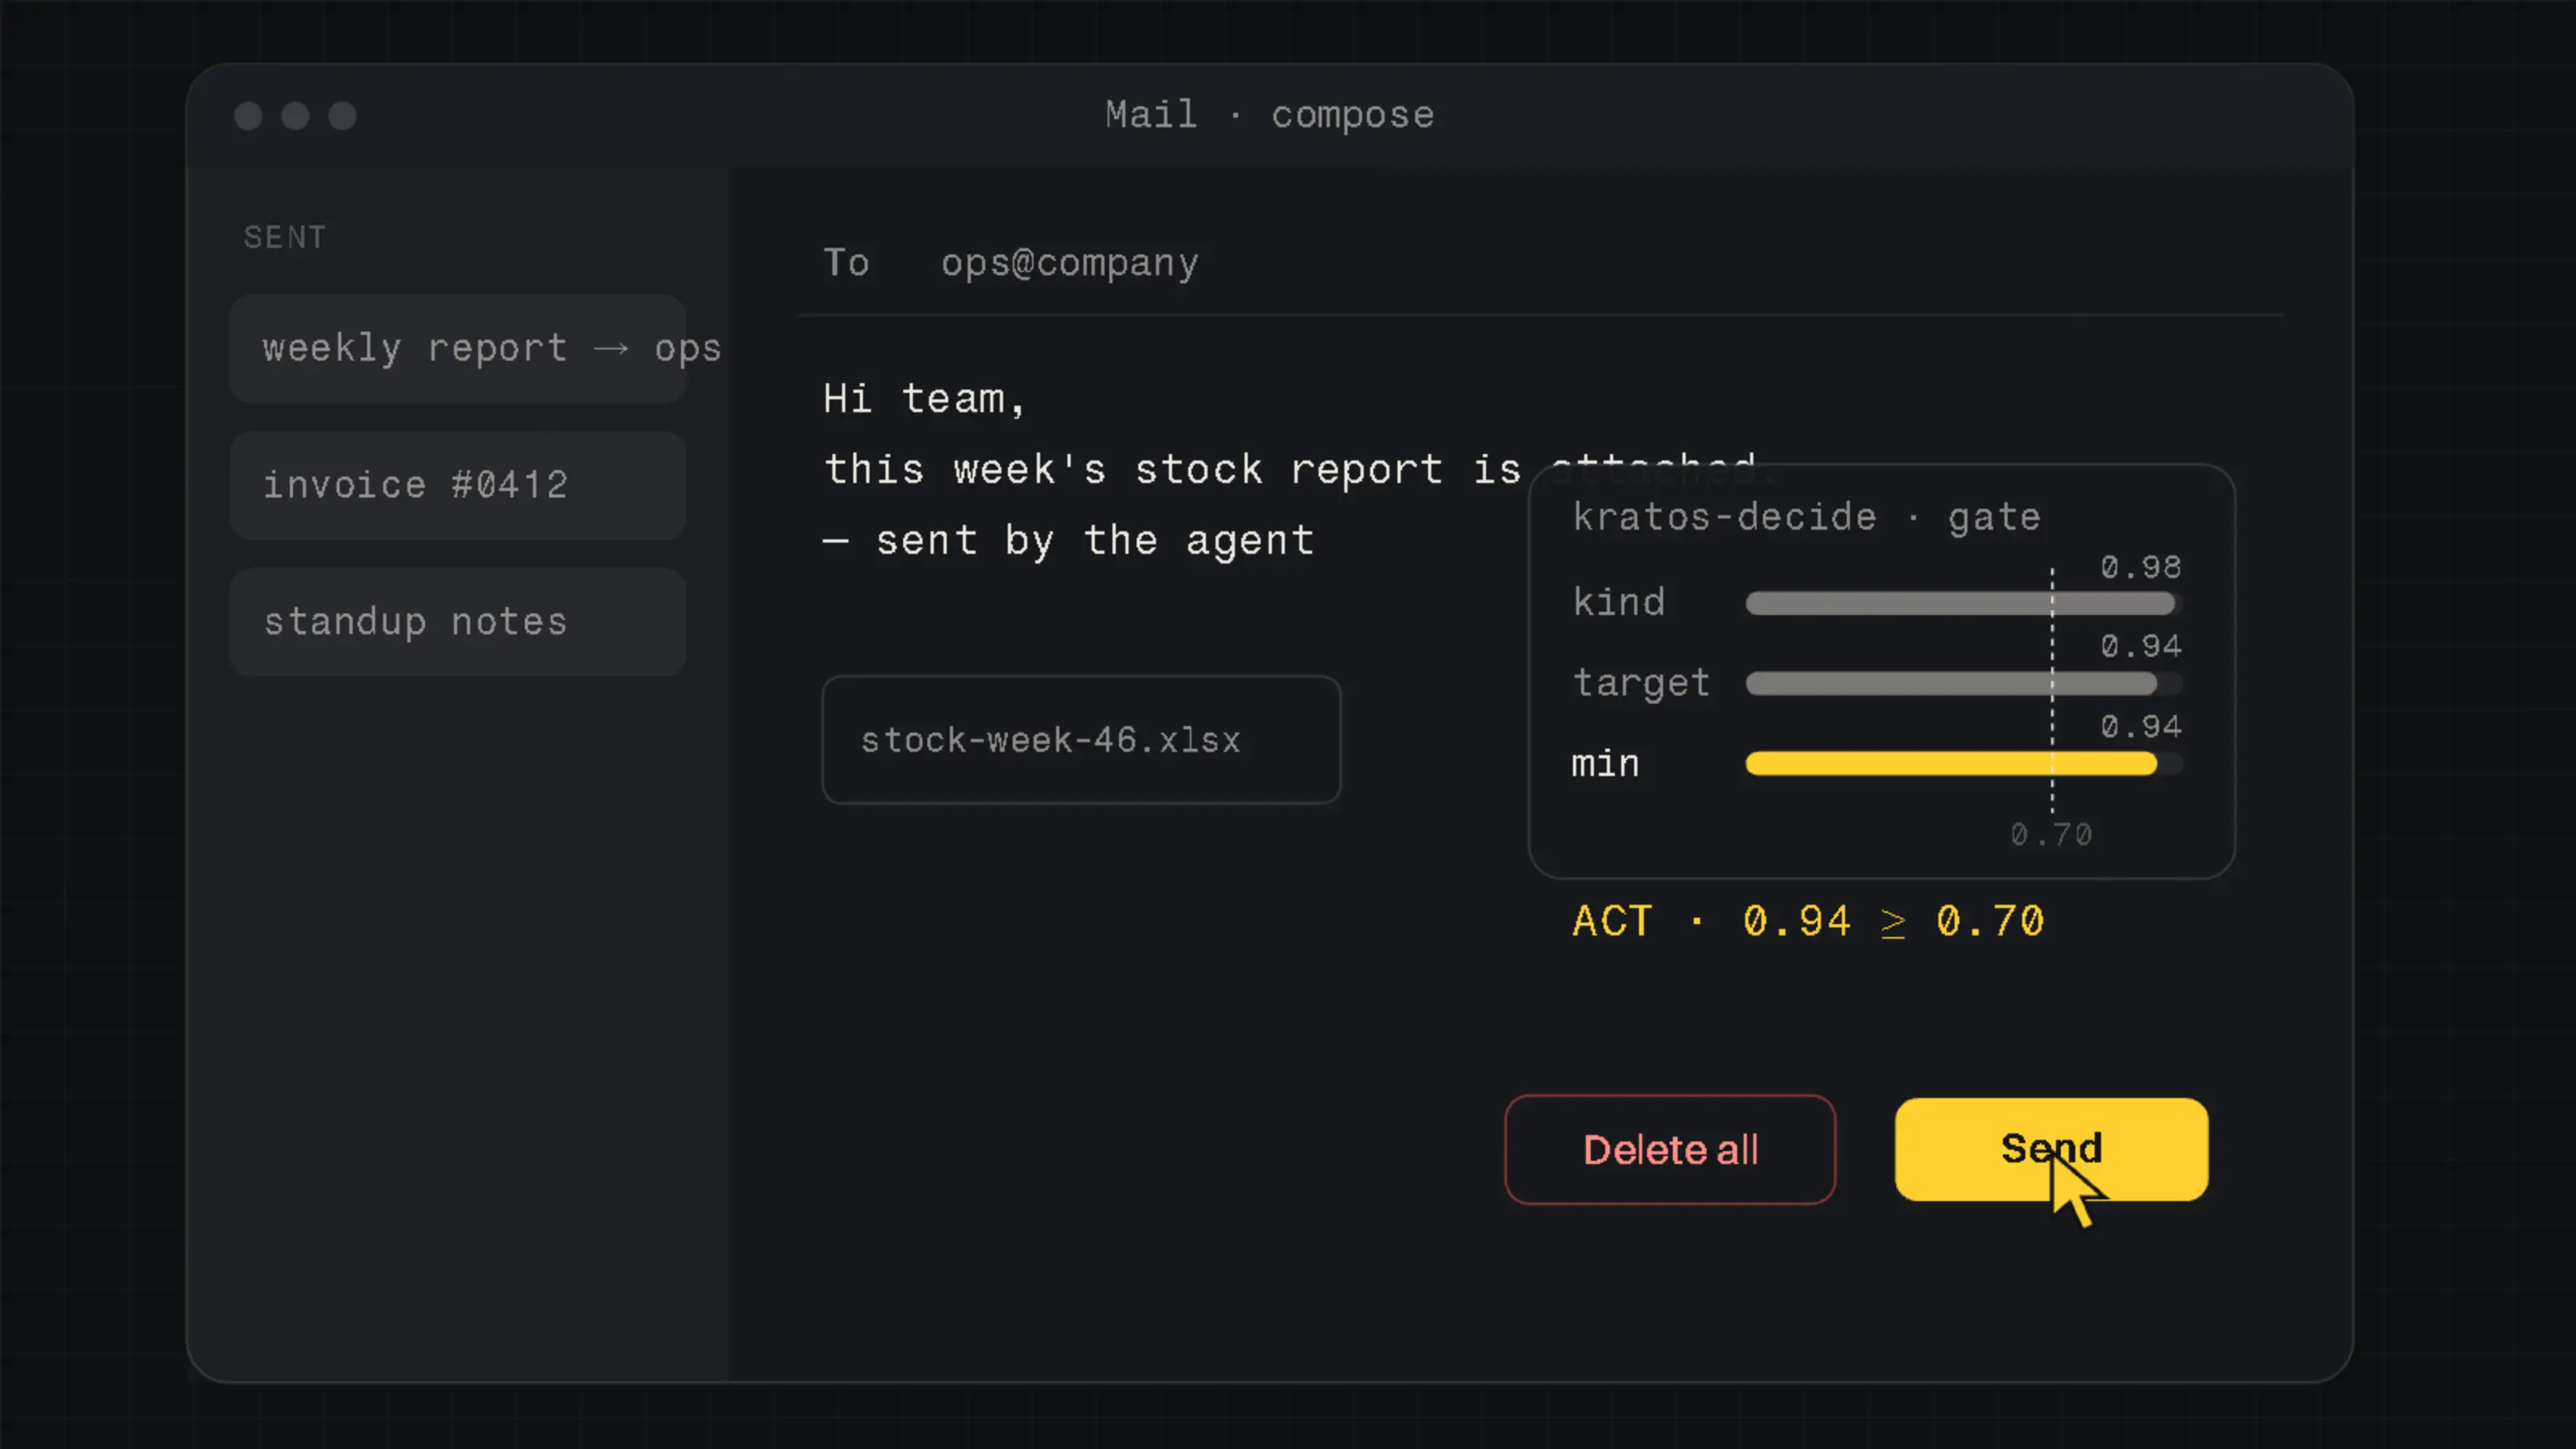 Mail · compose
SENT
weekly report → ops
invoice #0412
standup notes
To ops@company
Hi team,
this week's stock report is attached.
— sent by the agent
stock-week-46.xlsx
kratos-decide · gate
kind 0.98
target 0.94
min 0.94
0.70
ACT · 0.94 ≥ 0.70
Delete all
Send